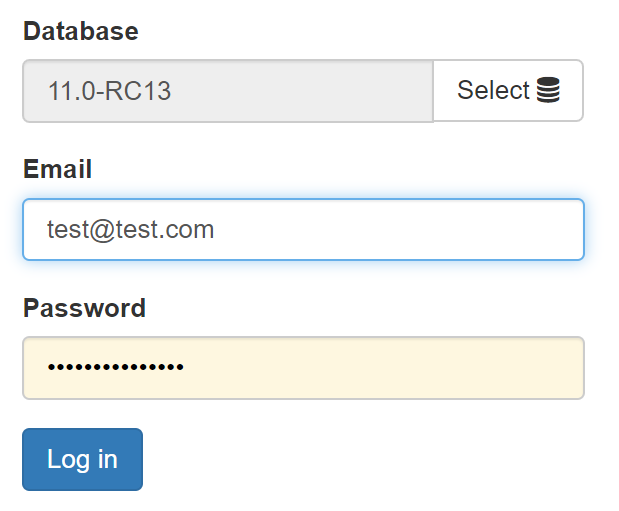 Database
11.0-RC13 Select
Email
test@test.com
Password
•••••••••••••••
Log in